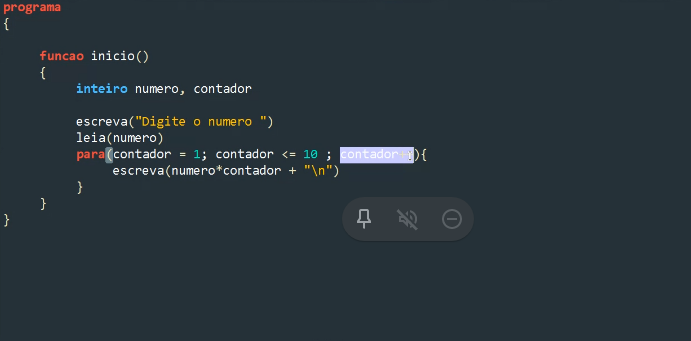 programa
{
funcao inicio()
{
inteiro numero, contador
escreva("Digite o numero ")
leia(numero)
para(contador = 1; contador <= 10 ; contador++){
escreva(numero*contador + "\n")
}
}
}